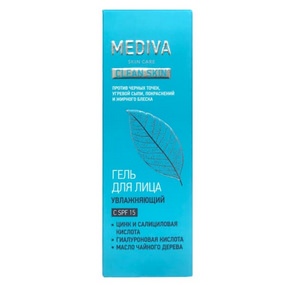 MEDIVA
SKIN CARE
CLEAN SKIN
ПРОТИВ ЧЕРНЫХ ТОЧЕК,
УГРЕВОЙ СЫПИ, ПОКРАСНЕНИЙ
И ЖИРНОГО БЛЕСКА
ГЕЛЬ
ДЛЯ ЛИЦА
УВЛАЖНЯЮЩИЙ
С SPF 15
ЦИНК И САЛИЦИЛОВАЯ
КИСЛОТА
ГИАЛУРОНОВАЯ КИСЛОТА
МАСЛО ЧАЙНОГО ДЕРЕВА